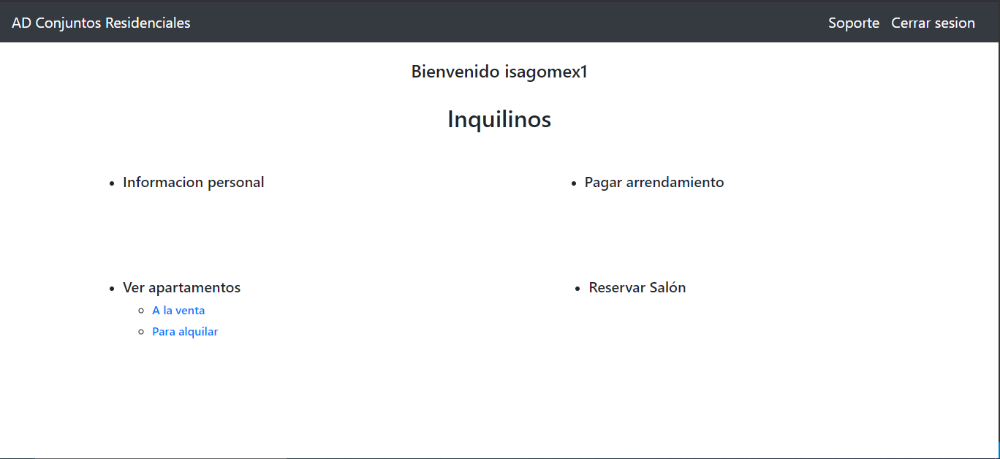 AD Conjuntos Residenciales
Soporte Cerrar sesion
Bienvenido isagomex1
Inquilinos
Informacion personal
Pagar arrendamiento
Ver apartamentos
A la venta
Para alquilar
Reservar Salón